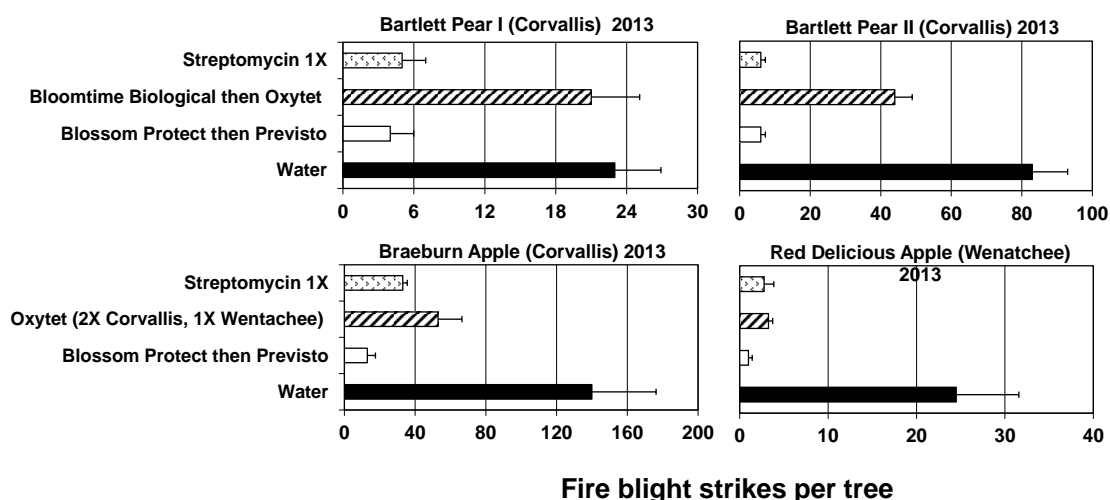 Bartlett Pear I (Corvallis) 2013
Streptomycin 1X
Bloomtime Biological then Oxytet
Blossom Protect then Previsto
Water
0 6 12 18 24 30
Bartlett Pear II (Corvallis) 2013
0 20 40 60 80 100
Braeburn Apple (Corvallis) 2013
Streptomycin 1X
Oxytet (2X Corvallis, 1X Wentachee)
Blossom Protect then Previsto
Water
0 40 80 120 160 200
Red Delicious Apple (Wenatchee)
2013
0 10 20 30 40
Fire blight strikes per tree